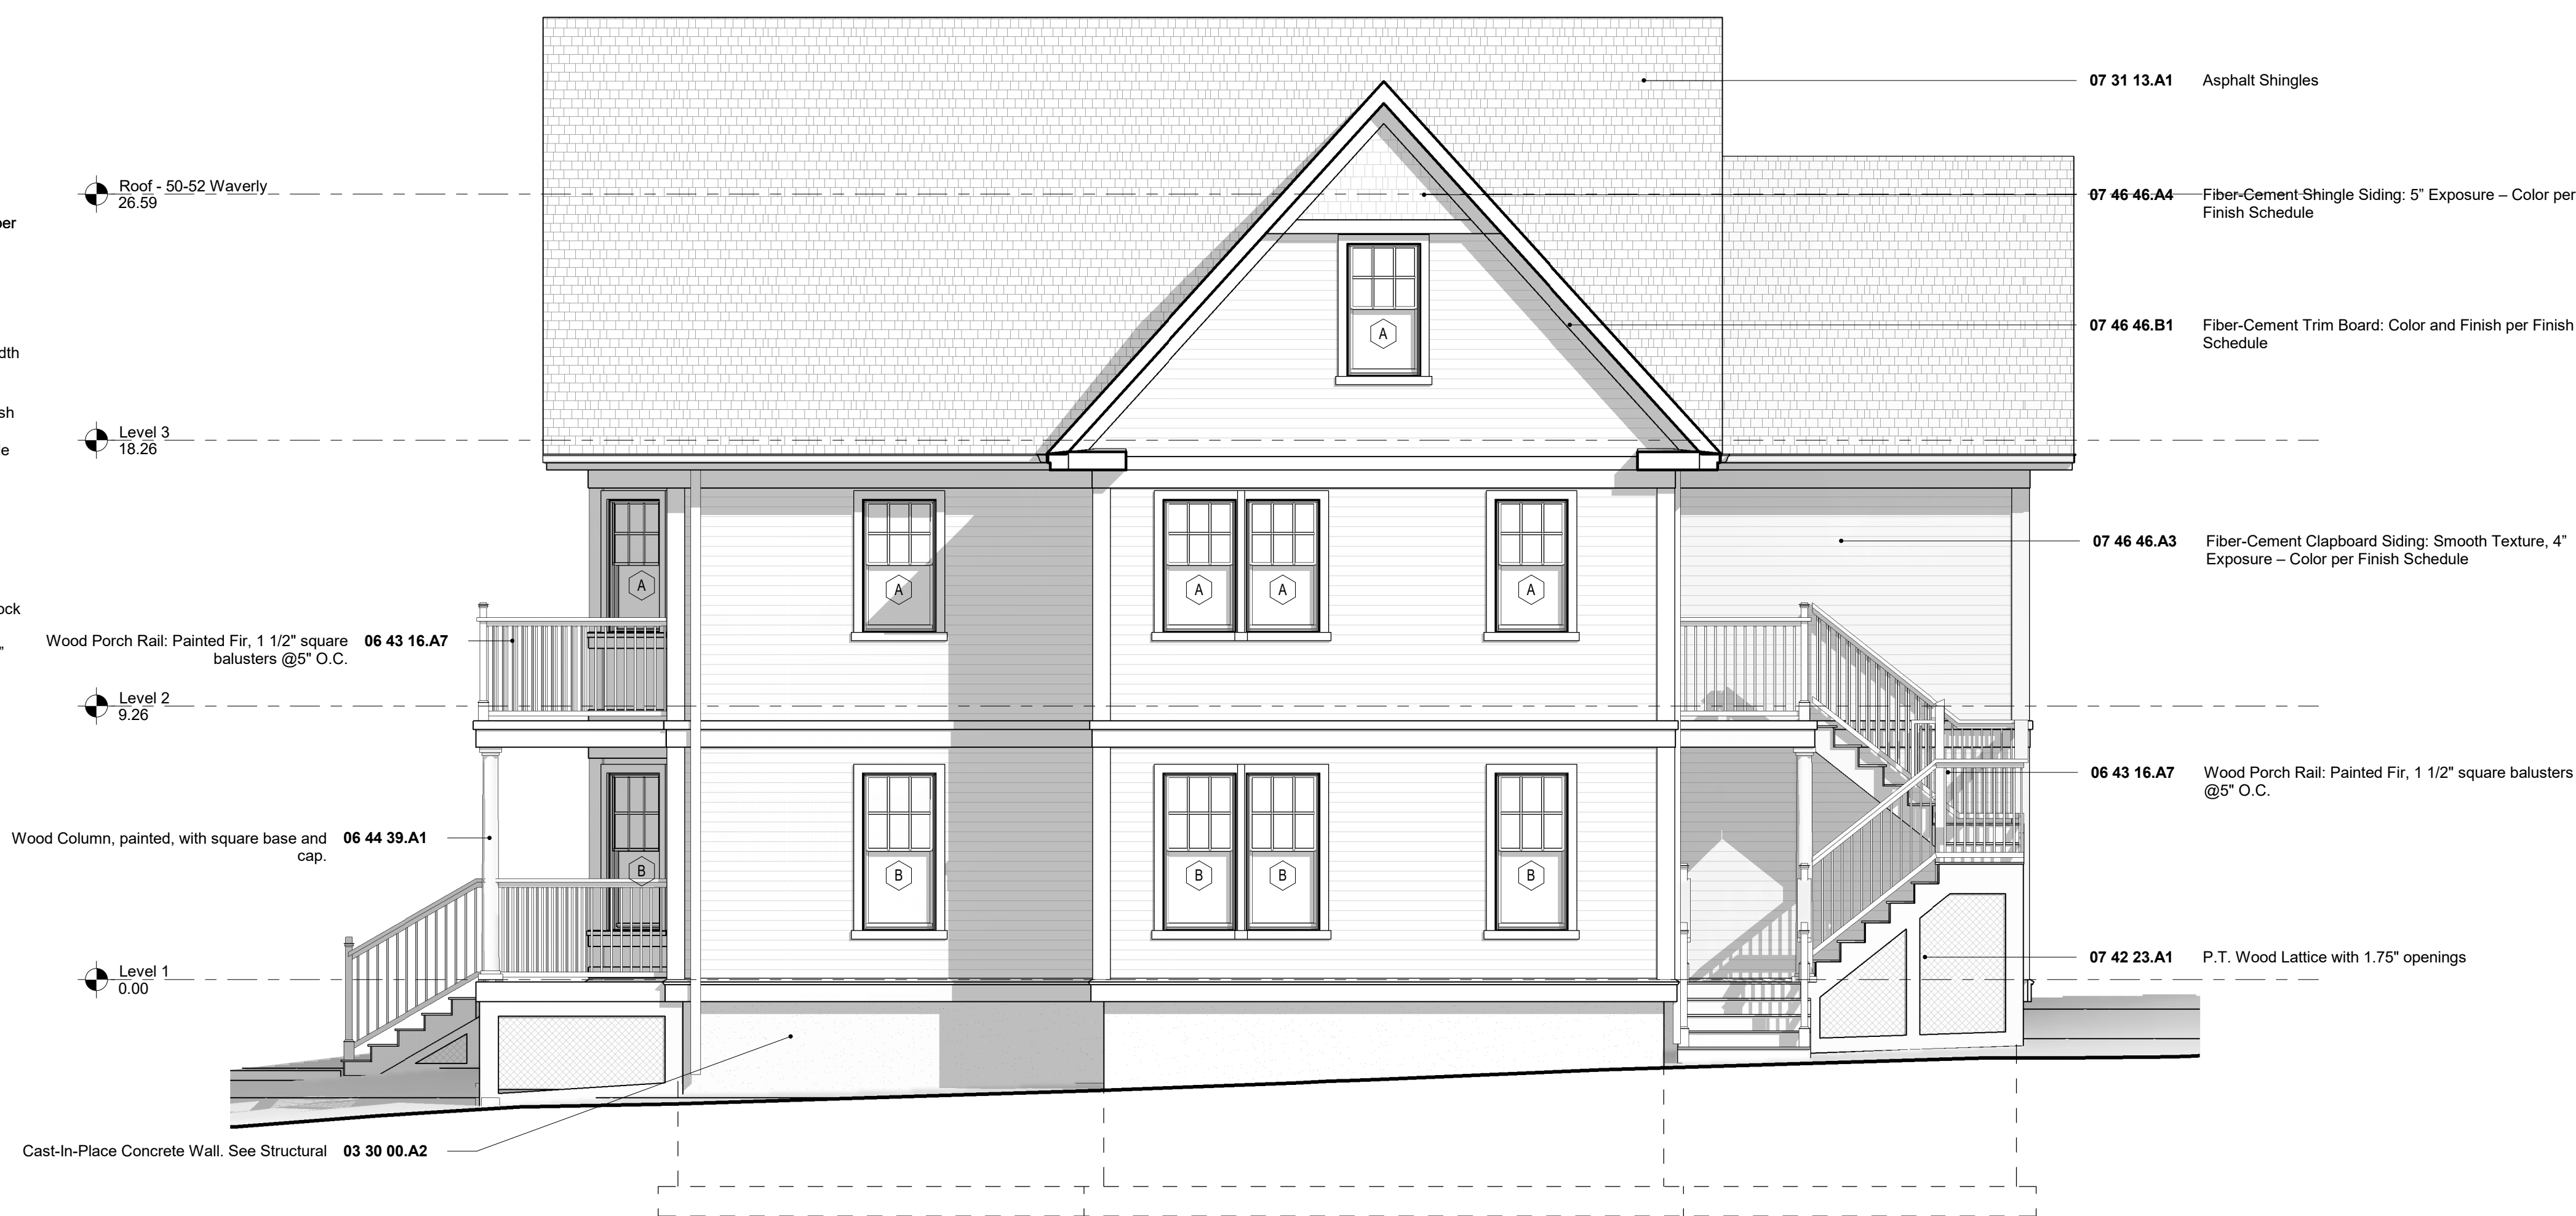 07 31 13.A1 Asphalt Shingles
Roof - 50-52 Waverly
26.59
07 46 46.A4 Fiber-Cement Shingle Siding: 5” Exposure – Color per
Finish Schedule
07 46 46.B1 Fiber-Cement Trim Board: Color and Finish per Finish
Schedule
A
Level 3
18.26
07 46 46.A3 Fiber-Cement Clapboard Siding: Smooth Texture, 4”
Exposure – Color per Finish Schedule
A A A A A
Wood Porch Rail: Painted Fir, 1 1/2" square 06 43 16.A7
balusters @5" O.C.
Level 2
9.26
06 43 16.A7 Wood Porch Rail: Painted Fir, 1 1/2" square balusters
@5" O.C.
Wood Column, painted, with square base and 06 44 39.A1
cap.
B B B B B
07 42 23.A1 P.T. Wood Lattice with 1.75" openings
Level 1
0.00
Cast-In-Place Concrete Wall. See Structural 03 30 00.A2